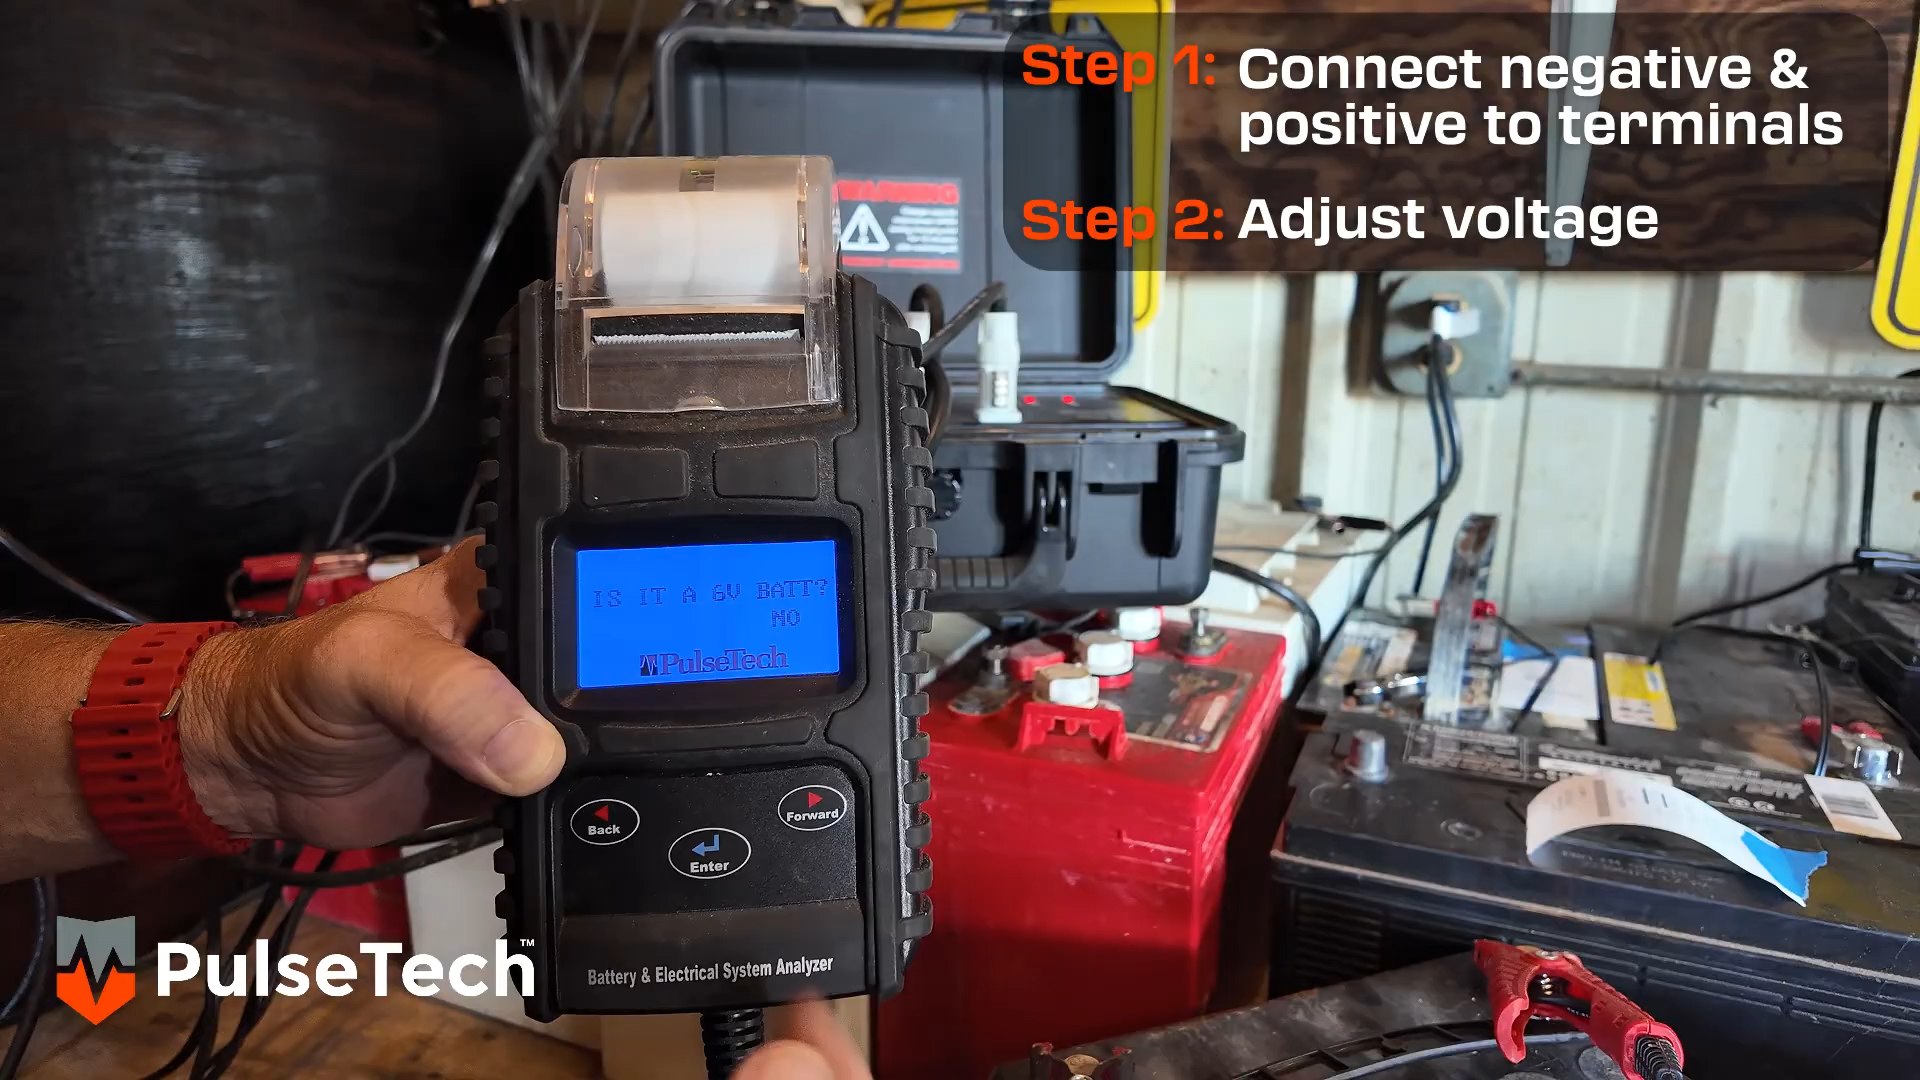 Step 1: Connect negative &
positive to terminals
Step 2: Adjust voltage
WARNING
IS IT A 6V BATT?
NO
PulseTech
Back
Forward
Enter
Battery & Electrical System Analyzer
PulseTech™